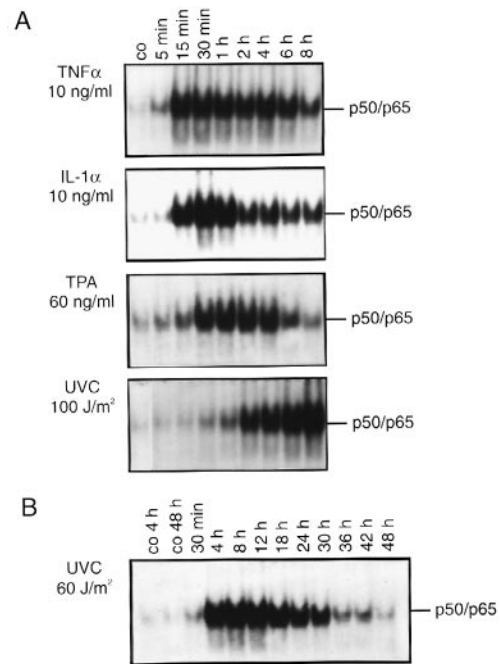 A
co 5 min 15 min 30 min 1 h 2 h 4 h 6 h 8 h
TNFα
10 ng/ml
p50/p65
IL-1α
10 ng/ml
p50/p65
TPA
60 ng/ml
p50/p65
UVC
100 J/m²
p50/p65
B
co 4 h co 48 h 30 min 4 h 8 h 12 h 18 h 24 h 30 h 36 h 42 h 48 h
UVC
60 J/m²
p50/p65